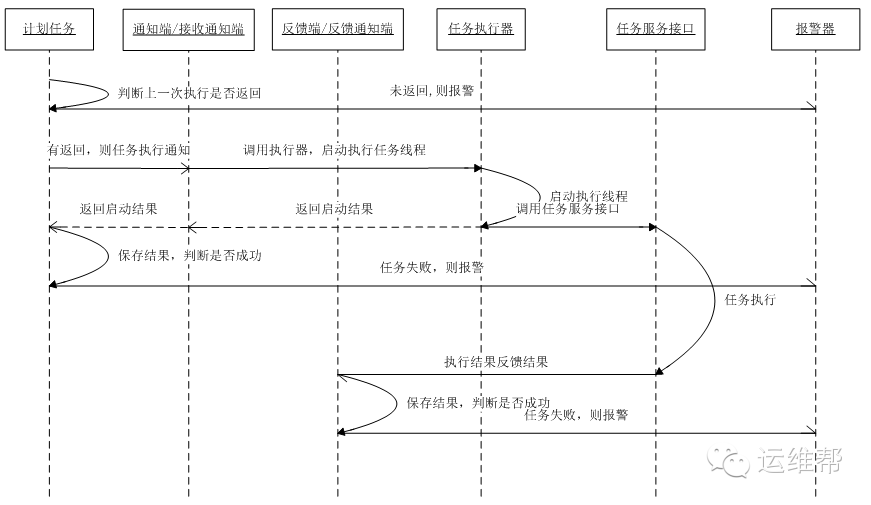 计划任务
通知端/接收通知端
反馈端/反馈通知端
任务执行器
任务服务接口
报警器
判断上一次执行是否返回
未返回,则报警
有返回，则任务执行通知
调用执行器，启动执行任务线程
启动执行线程
返回启动结果
返回启动结果
调用任务服务接口
保存结果，判断是否成功
任务失败，则报警
任务执行
执行结果反馈结果
保存结果，判断是否成功
任务失败，则报警
运维帮